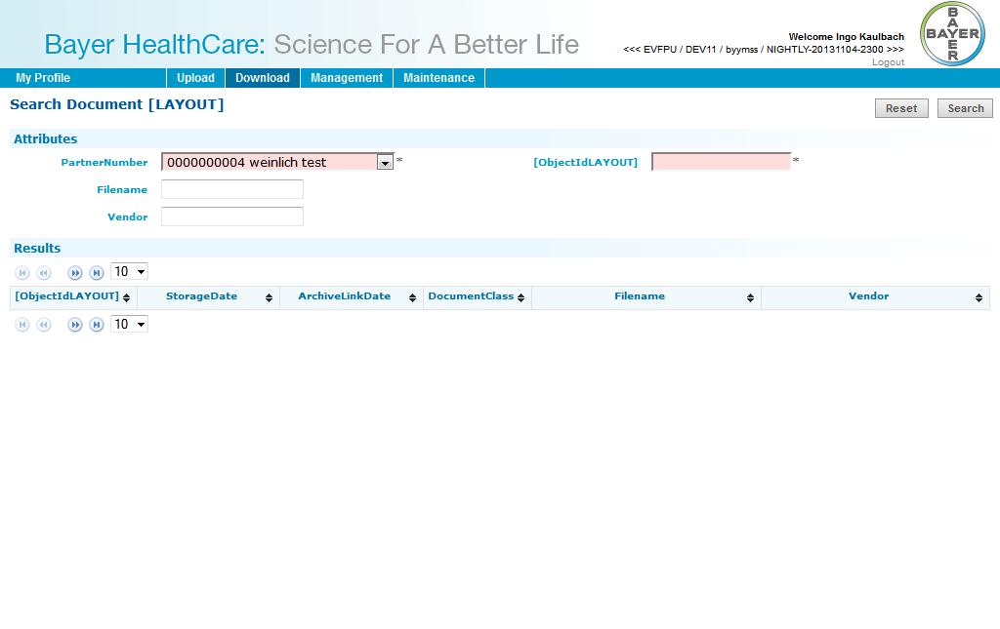 Bayer HealthCare: Science For A Better Life
Welcome Ingo Kaulbach
<<< EVFPU / DEV11 / byymss / NIGHTLY-20131104-2300 >>>
Logout
BAYER
BAYER
My Profile Upload Download Management Maintenance
Search Document [LAYOUT] Reset Search
Attributes
PartnerNumber 0000000004 weinlich test * [ObjectIdLAYOUT] *
Filename
Vendor
Results
10
[ObjectIdLAYOUT] StorageDate ArchiveLinkDate DocumentClass Filename Vendor
10